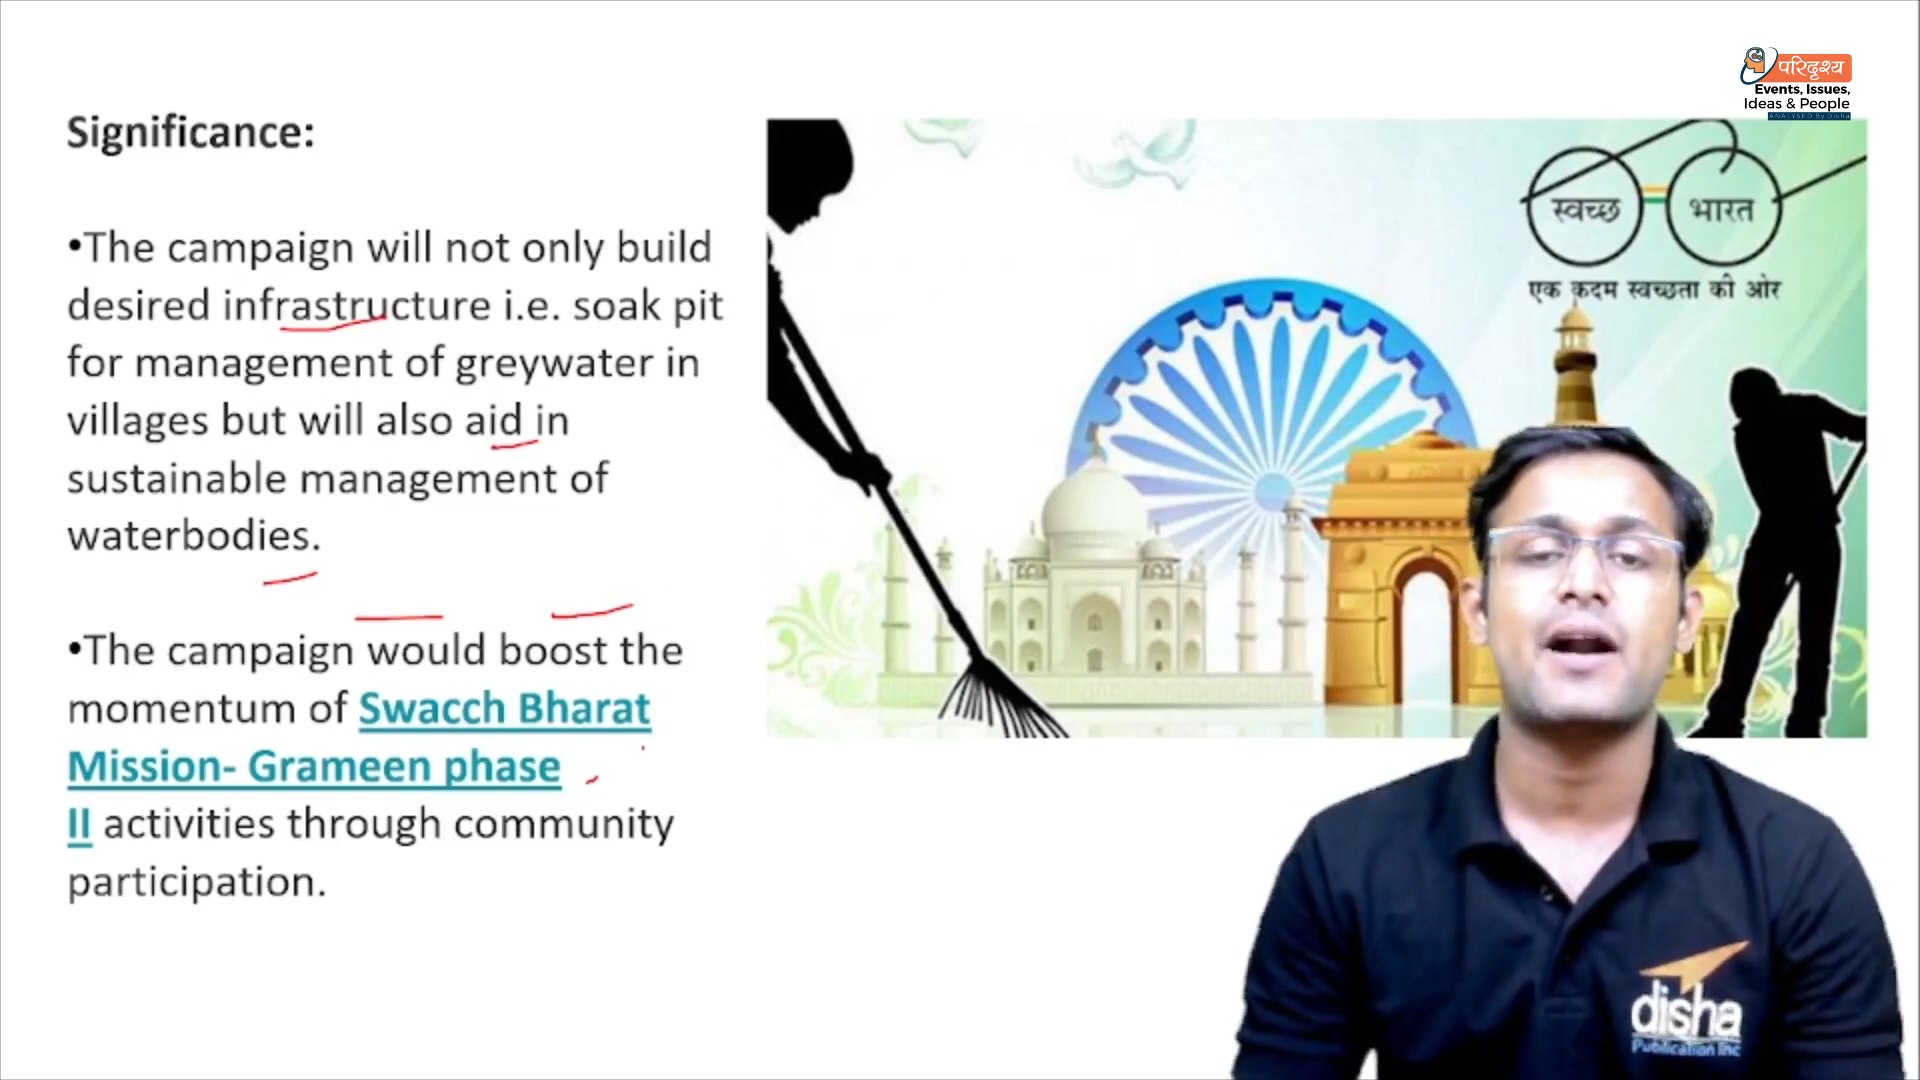 परिदृश्य
Events, Issues,
Ideas & People
ANALYSED By Disha
Significance:
•The campaign will not only build
desired infrastructure i.e. soak pit
for management of greywater in
villages but will also aid in
sustainable management of
waterbodies.
•The campaign would boost the
momentum of Swacch Bharat
Mission- Grameen phase
II activities through community
participation.
स्वच्छ भारत
एक कदम स्वच्छता की ओर
disha
Publication Inc